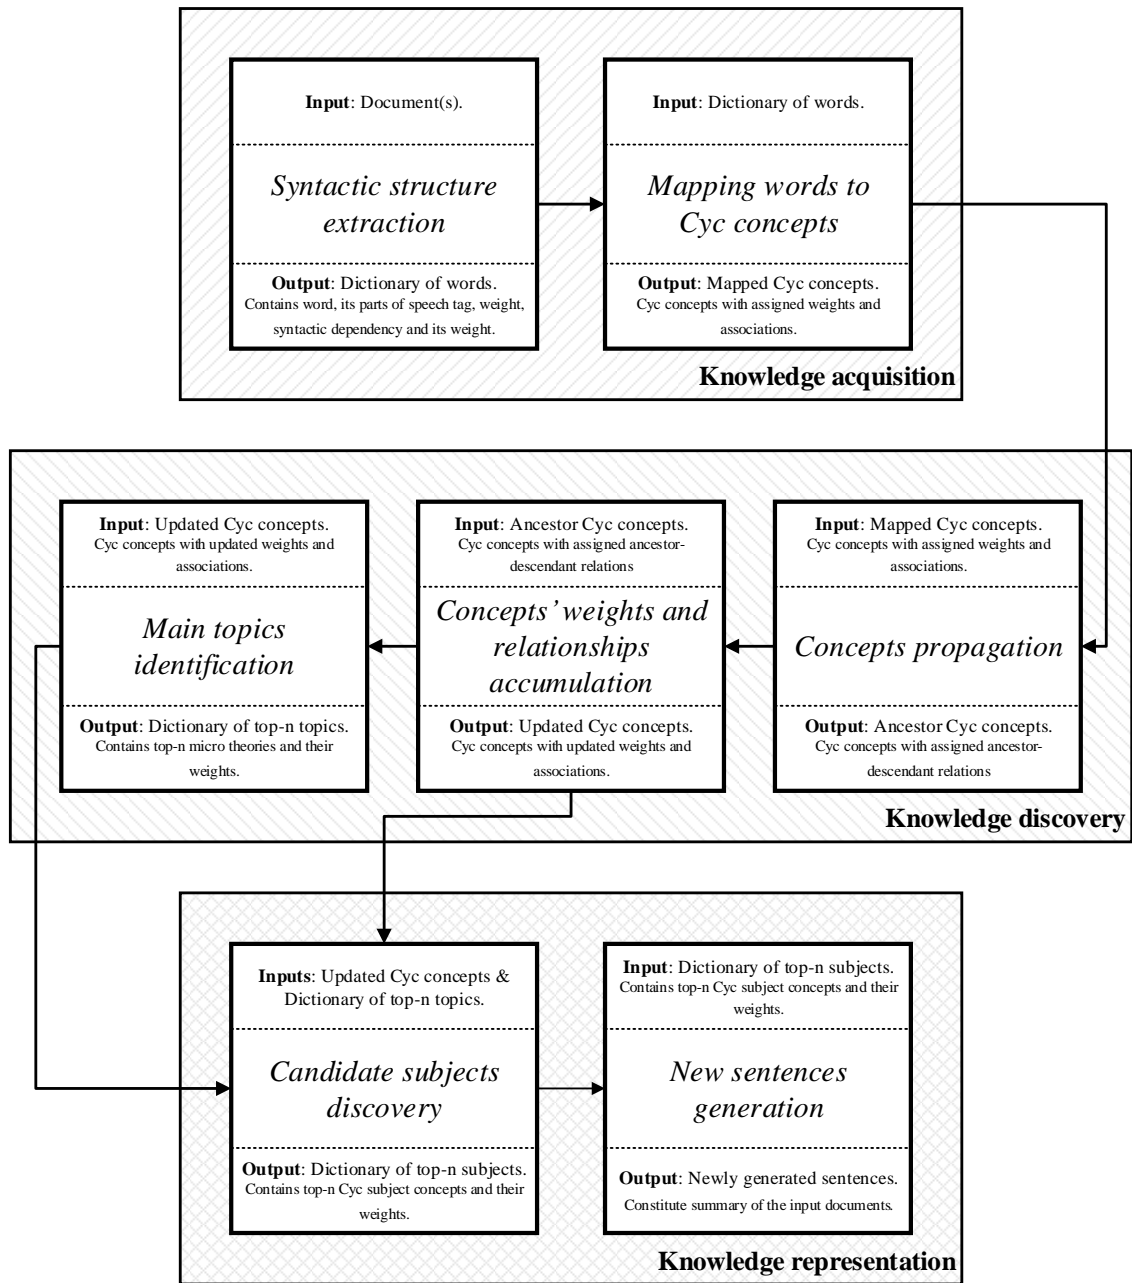 Input: Document(s).
Syntactic structure
extraction
Output: Dictionary of words.
Contains word, its parts of speech tag, weight,
syntactic dependency and its weight.
Input: Dictionary of words.
Mapping words to
Cyc concepts
Output: Mapped Cyc concepts.
Cyc concepts with assigned weights and
associations.
Knowledge acquisition
Input: Updated Cyc concepts.
Cyc concepts with updated weights and
associations.
Main topics
identification
Output: Dictionary of top-n topics.
Contains top-n micro theories and their
weights.
Input: Ancestor Cyc concepts.
Cyc concepts with assigned ancestor-
descendant relations
Concepts' weights and
relationships
accumulation
Output: Updated Cyc concepts.
Cyc concepts with updated weights and
associations.
Input: Mapped Cyc concepts.
Cyc concepts with assigned weights and
associations.
Concepts propagation
Output: Ancestor Cyc concepts.
Cyc concepts with assigned ancestor-
descendant relations
Knowledge discovery
Inputs: Updated Cyc concepts &
Dictionary of top-n topics.
Candidate subjects
discovery
Output: Dictionary of top-n subjects.
Contains top-n Cyc subject concepts and their
weights.
Input: Dictionary of top-n subjects.
Contains top-n Cyc subject concepts and their
weights.
New sentences
generation
Output: Newly generated sentences.
Constitute summary of the input documents.
Knowledge representation